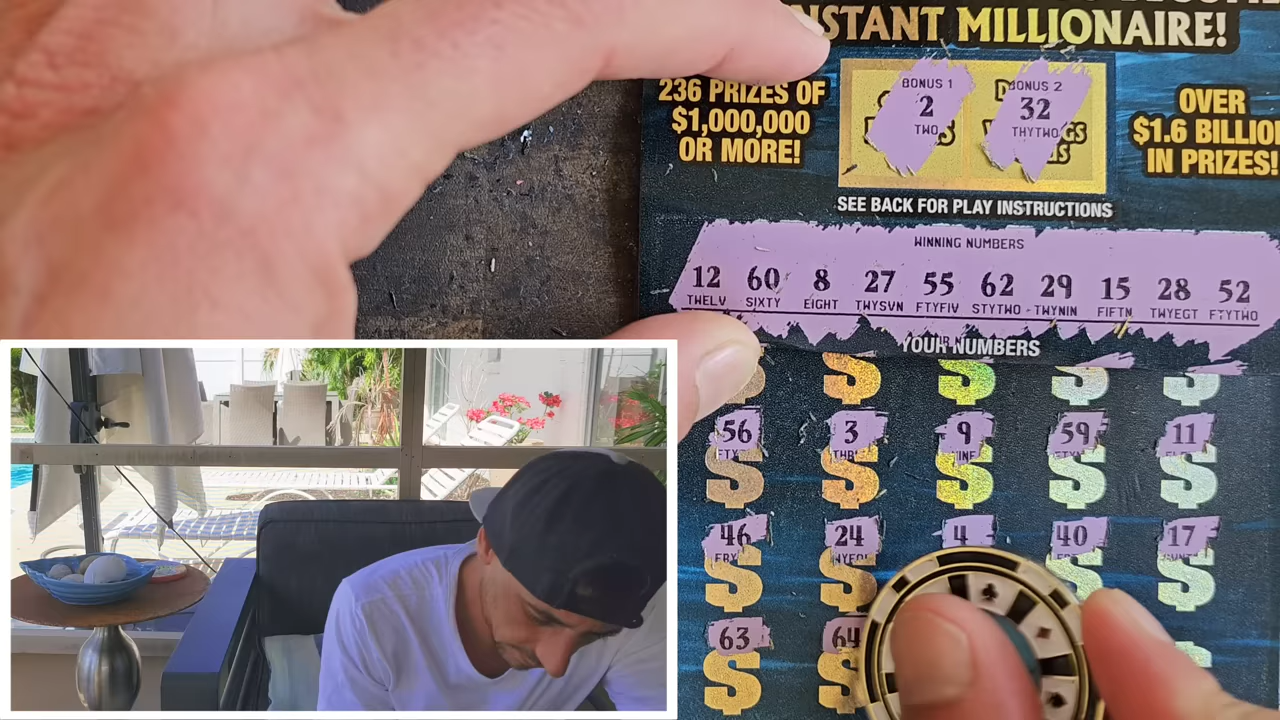 INSTANT MILLIONAIRE!
236 PRIZES OF
$1,000,000
OR MORE!
BONUS 1
2
TWO
BONUS 2
32
THYTWO
OVER
$1.6 BILLION
IN PRIZES!
SEE BACK FOR PLAY INSTRUCTIONS
WINNING NUMBERS
12 60 8 27 55 62 29 15 28 52
TWELV SIXTY EIGHT TWYSVN FTYFIV STYTWO TWYNIN FIFTN TWYEGT FTYTWO
YOUR NUMBERS
$ $ $ $
56 3 9 59 11
$ $ $ $ $
46 24 4 40 17
$ $ $ $
63 64
$ $